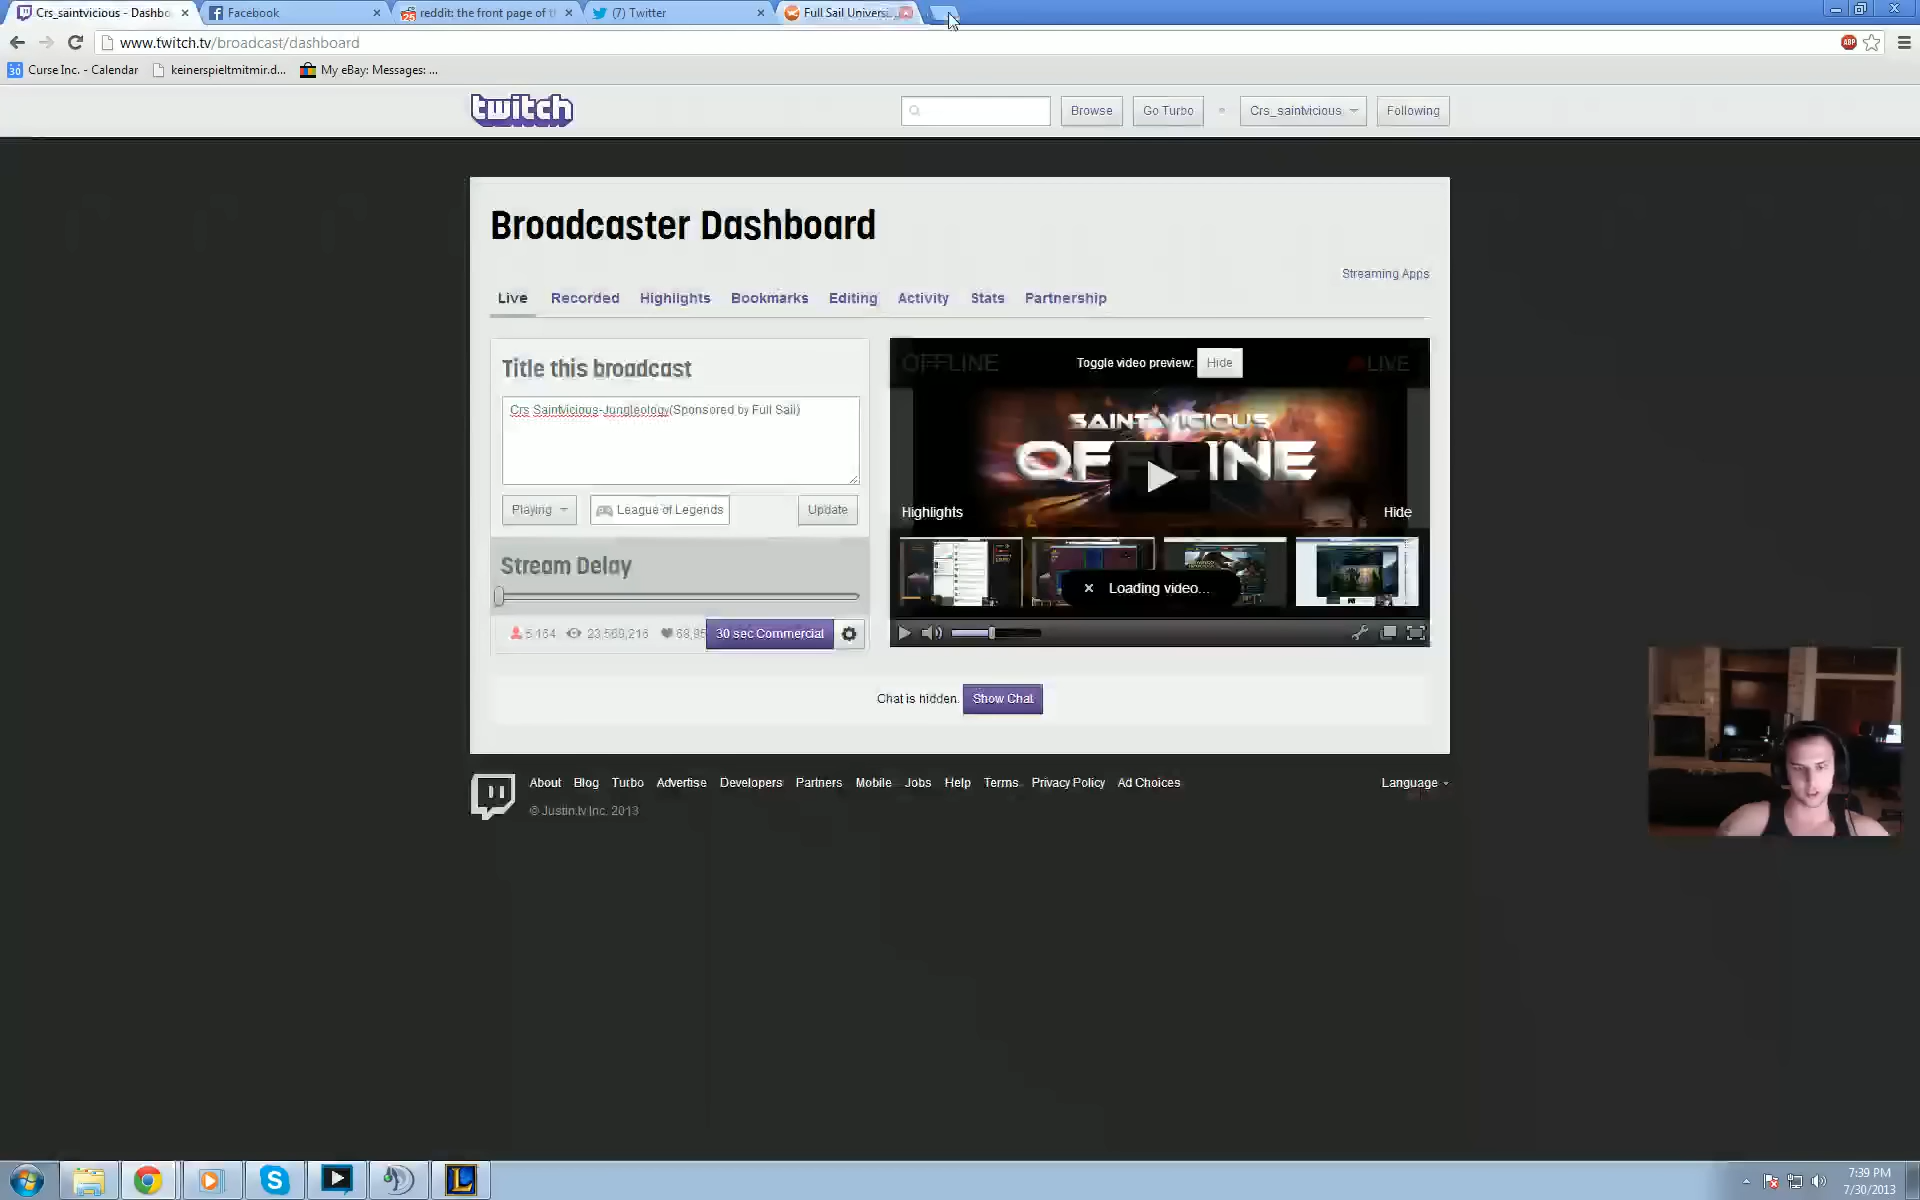 Crs_saintvicious - Dashbo
Facebook
reddit: the front page of t
(7) Twitter
Full Sail Universi
www.twitch.tv/broadcast/dashboard
ABP
30 Curse Inc. - Calendar
keinerspieltmitmir.d...
My eBay: Messages: ...
twitch
Browse
Go Turbo
Crs_saintvicious
Following
Broadcaster Dashboard
Streaming Apps
Live
Recorded
Highlights
Bookmarks
Editing
Activity
Stats
Partnership
Title this broadcast
Crs Saintvicious-Jungleology(Sponsored by Full Sail)
Playing
League of Legends
Update
Stream Delay
5,164
23,569,216
30 sec Commercial
OFFLINE
Toggle video preview: Hide
LIVE
SAINTVICIOUS
OFFLINE
Highlights
Hide
Loading video...
Chat is hidden. Show Chat
About Blog Turbo Advertise Developers Partners Mobile Jobs Help Terms Privacy Policy Ad Choices
Language
© Justin.tv Inc. 2013
7:39 PM
7/30/2013